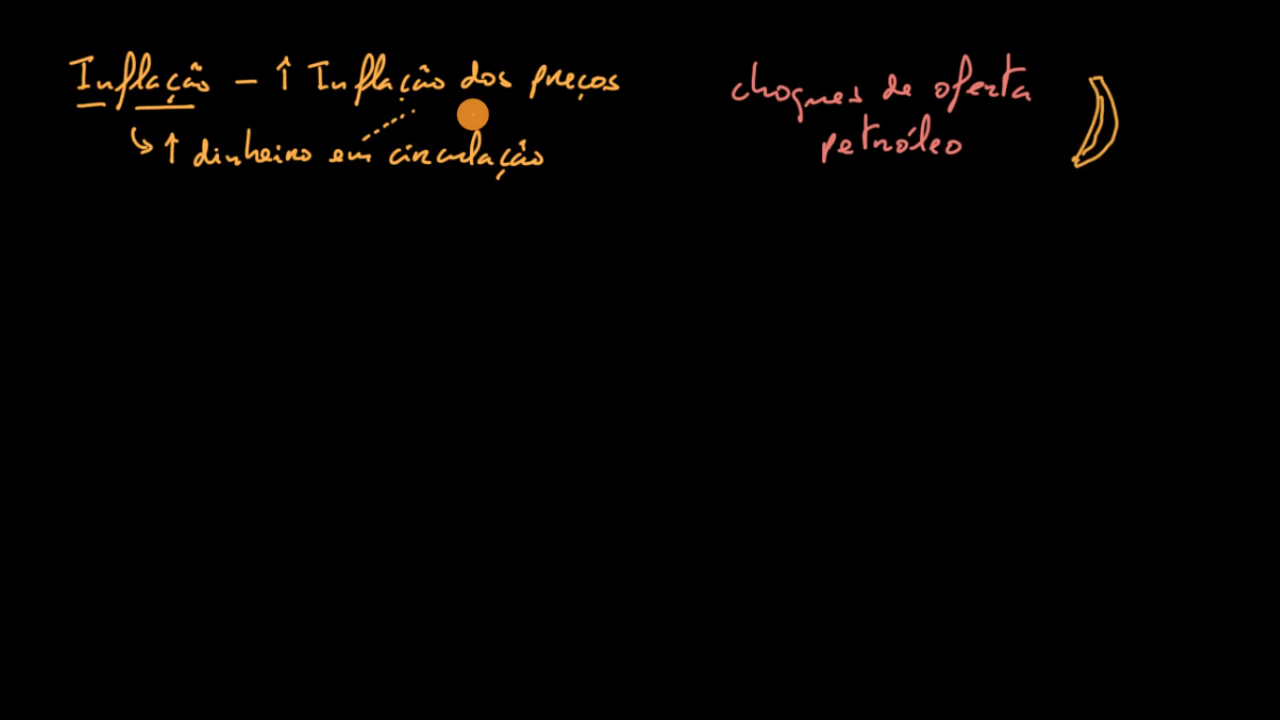 Inflação - ↑ Inflação dos preços
↳ ↑ dinheiro em circulação
choques de oferta
petróleo